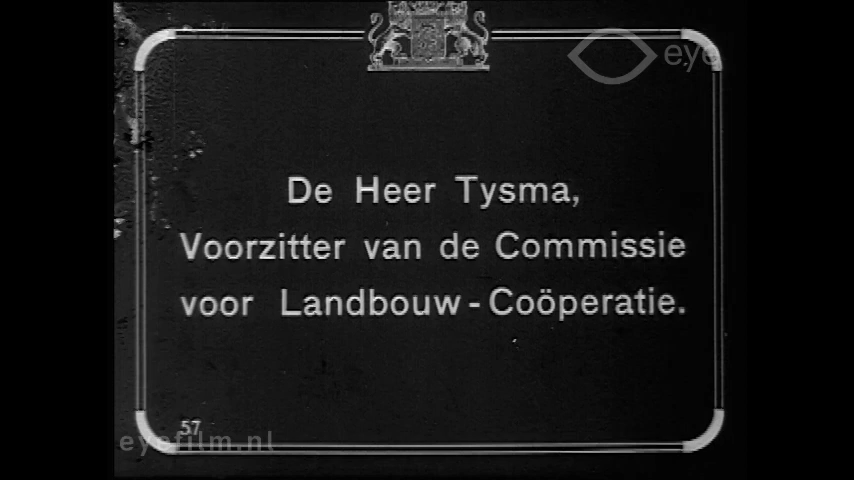 eye
De Heer Tysma,
Voorzitter van de Commissie
voor Landbouw-Coöperatie.
57
eyefilm.nl